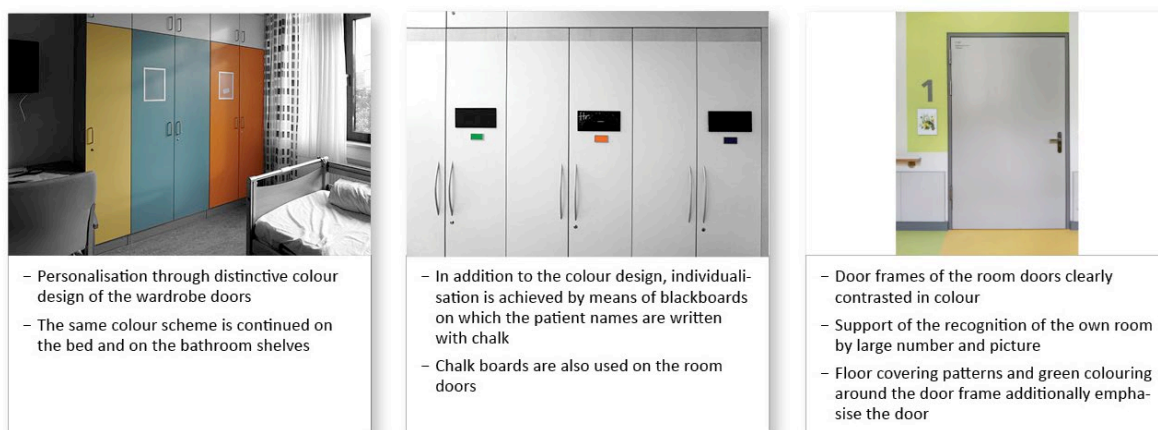 – Personalisation through distinctive colour
design of the wardrobe doors
– The same colour scheme is continued on
the bed and on the bathroom shelves
– In addition to the colour design, individuali-
sation is achieved by means of blackboards
on which the patient names are written
with chalk
– Chalk boards are also used on the room
doors
1
– Door frames of the room doors clearly
contrasted in colour
– Support of the recognition of the own room
by large number and picture
– Floor covering patterns and green colouring
around the door frame additionally empha-
sise the door